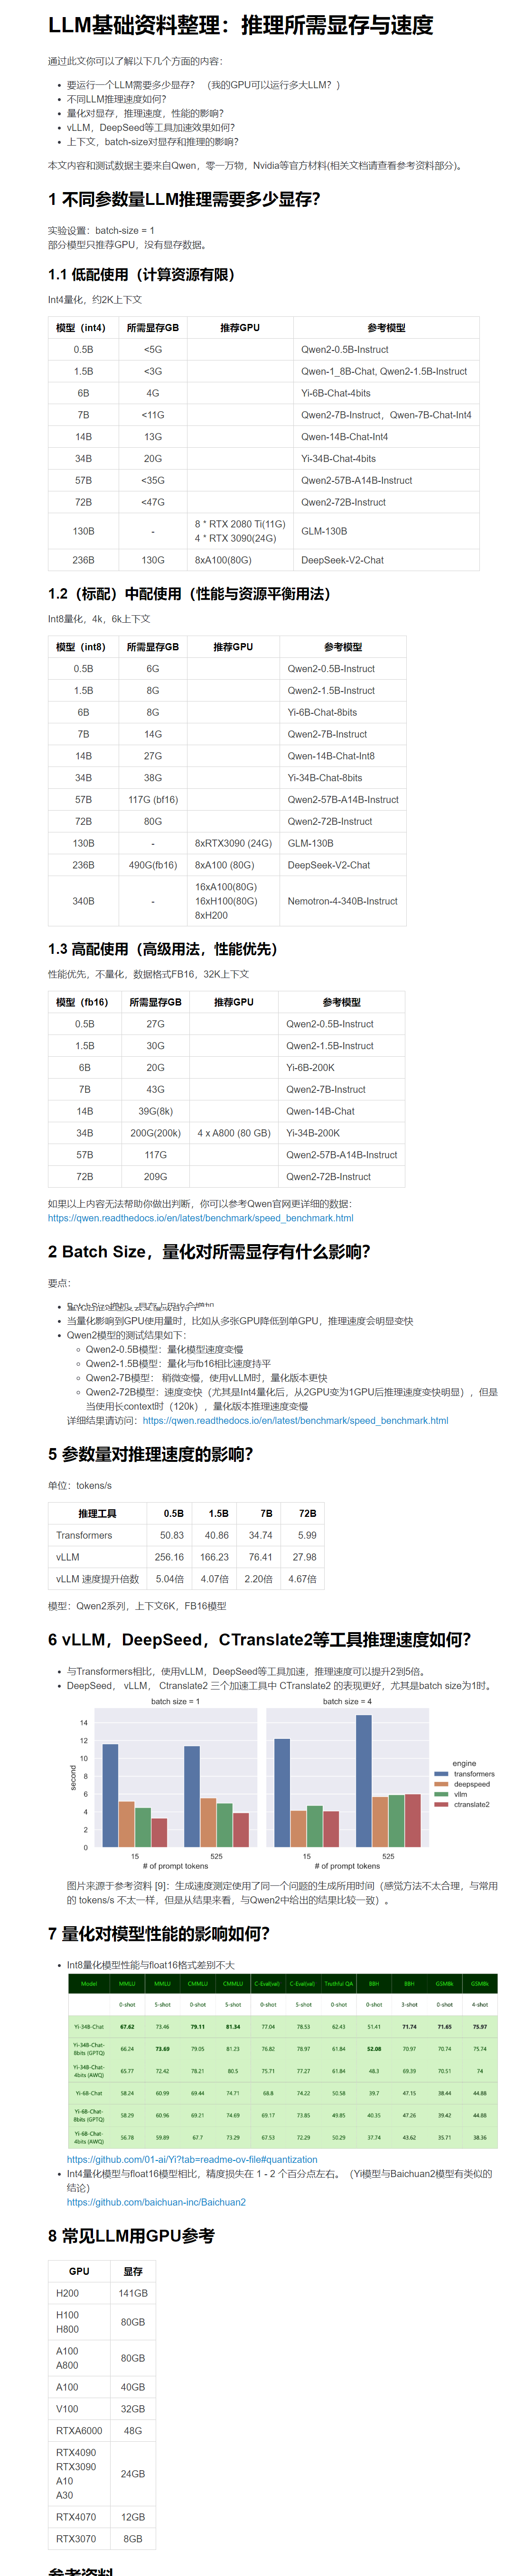 LLM基础资料整理：推理所需显存与速度
通过此文你可以了解以下几个方面的内容：
要运行一个LLM需要多少显存？（我的GPU可以运行多大LLM？）
不同LLM推理速度如何？
量化对显存，推理速度，性能的影响？
vLLM，DeepSeed等工具加速效果如何？
上下文，batch-size对显存和推理的影响？
本文内容和测试数据主要来自Qwen，零一万物，Nvidia等官方材料(相关文档请查看参考资料部分)。
1 不同参数量LLM推理需要多少显存？
实验设置：batch-size = 1
部分模型只推荐GPU，没有显存数据。
1.1 低配使用（计算资源有限）
Int4量化，约2K上下文
模型（int4） 所需显存GB 推荐GPU 参考模型
0.5B <5G Qwen2-0.5B-Instruct
1.5B <3G Qwen-1_8B-Chat, Qwen2-1.5B-Instruct
6B 4G Yi-6B-Chat-4bits
7B <11G Qwen2-7B-Instruct，Qwen-7B-Chat-Int4
14B 13G Qwen-14B-Chat-Int4
34B 20G Yi-34B-Chat-4bits
57B <35G Qwen2-57B-A14B-Instruct
72B <47G Qwen2-72B-Instruct
130B - 8 * RTX 2080 Ti(11G)
4 * RTX 3090(24G) GLM-130B
236B 130G 8xA100(80G) DeepSeek-V2-Chat
1.2（标配）中配使用（性能与资源平衡用法）
Int8量化，4k，6k上下文
模型（int8） 所需显存GB 推荐GPU 参考模型
0.5B 6G Qwen2-0.5B-Instruct
1.5B 8G Qwen2-1.5B-Instruct
6B 8G Yi-6B-Chat-8bits
7B 14G Qwen2-7B-Instruct
14B 27G Qwen-14B-Chat-Int8
34B 38G Yi-34B-Chat-8bits
57B 117G (bf16) Qwen2-57B-A14B-Instruct
72B 80G Qwen2-72B-Instruct
130B - 8xRTX3090 (24G) GLM-130B
236B 490G(fb16) 8xA100 (80G) DeepSeek-V2-Chat
340B - 16xA100(80G)
16xH100(80G)
8xH200 Nemotron-4-340B-Instruct
1.3 高配使用（高级用法，性能优先）
性能优先，不量化，数据格式FB16，32K上下文
模型（fb16） 所需显存GB 推荐GPU 参考模型
0.5B 27G Qwen2-0.5B-Instruct
1.5B 30G Qwen2-1.5B-Instruct
6B 20G Yi-6B-200K
7B 43G Qwen2-7B-Instruct
14B 39G(8k) Qwen-14B-Chat
34B 200G(200k) 4 x A800 (80 GB) Yi-34B-200K
57B 117G Qwen2-57B-A14B-Instruct
72B 209G Qwen2-72B-Instruct
如果以上内容无法帮助你做出判断，你可以参考Qwen官网更详细的数据：
https://qwen.readthedocs.io/en/latest/benchmark/speed_benchmark.html
2 Batch Size，量化对所需显存有什么影响？
要点：
当量化影响到GPU使用量时，比如从多张GPU降低到单GPU，推理速度会明显变快
Qwen2模型的测试结果如下：
Qwen2-0.5B模型：量化模型速度变慢
Qwen2-1.5B模型：量化与fb16相比速度持平
Qwen2-7B模型： 稍微变慢，使用vLLM时，量化版本更快
Qwen2-72B模型：速度变快（尤其是Int4量化后，从2GPU变为1GPU后推理速度变快明显），但是
当使用长context时（120k），量化版本推理速度变慢
详细结果请访问：https://qwen.readthedocs.io/en/latest/benchmark/speed_benchmark.html
5 参数量对推理速度的影响？
单位：tokens/s
推理工具 0.5B 1.5B 7B 72B
Transformers 50.83 40.86 34.74 5.99
vLLM 256.16 166.23 76.41 27.98
vLLM 速度提升倍数 5.04倍 4.07倍 2.20倍 4.67倍
模型：Qwen2系列，上下文6K，FB16模型
6 vLLM，DeepSeed，CTranslate2等工具推理速度如何？
与Transformers相比，使用vLLM，DeepSeed等工具加速，推理速度可以提升2到5倍。
DeepSeed， vLLM， Ctranslate2 三个加速工具中 CTranslate2 的表现更好，尤其是batch size为1时。
batch size = 1 batch size = 4
14
12
10
8
6
4
2
0
second
15 525 15 525
# of prompt tokens # of prompt tokens
engine
transformers
deepspeed
vllm
ctranslate2
图片来源于参考资料 [9]：生成速度测定使用了同一个问题的生成所用时间（感觉方法不太合理，与常用
的 tokens/s 不太一样，但是从结果来看，与Qwen2中给出的结果比较一致）。
7 量化对模型性能的影响如何？
Int8量化模型性能与float16格式差别不大
Model MMLU MMLU CMMLU CMMLU C-Eval(val) C-Eval(val) Truthful QA BBH BBH GSM8k GSM8k
0-shot 5-shot 0-shot 5-shot 0-shot 5-shot 0-shot 0-shot 3-shot 0-shot 4-shot
Yi-34B-Chat 67.62 73.46 79.11 81.34 77.04 78.53 62.43 51.41 71.74 71.65 75.97
Yi-34B-Chat-
8bits (GPTQ) 66.24 73.69 79.05 81.23 76.82 78.97 61.84 52.08 70.97 70.74 75.74
Yi-34B-Chat-
4bits (AWQ) 65.77 72.42 78.21 80.5 75.71 77.27 61.84 48.3 69.39 70.51 74
Yi-6B-Chat 58.24 60.99 69.44 74.71 68.8 74.22 50.58 39.7 47.15 38.44 44.88
Yi-6B-Chat-
8bits (GPTQ) 58.29 60.96 69.21 74.69 69.17 73.85 49.85 40.35 47.26 39.42 44.88
Yi-6B-Chat-
4bits (AWQ) 56.78 59.89 67.7 73.29 67.53 72.29 50.29 37.74 43.62 35.71 38.36
https://github.com/01-ai/Yi?tab=readme-ov-file#quantization
Int4量化模型与float16模型相比，精度损失在 1 - 2 个百分点左右。（Yi模型与Baichuan2模型有类似的
结论）
https://github.com/baichuan-inc/Baichuan2
8 常见LLM用GPU参考
GPU 显存
H200 141GB
H100
H800 80GB
A100
A800 80GB
A100 40GB
V100 32GB
RTXA6000 48G
RTX4090
RTX3090
A10
A30 24GB
RTX4070 12GB
RTX3070 8GB
参考资料